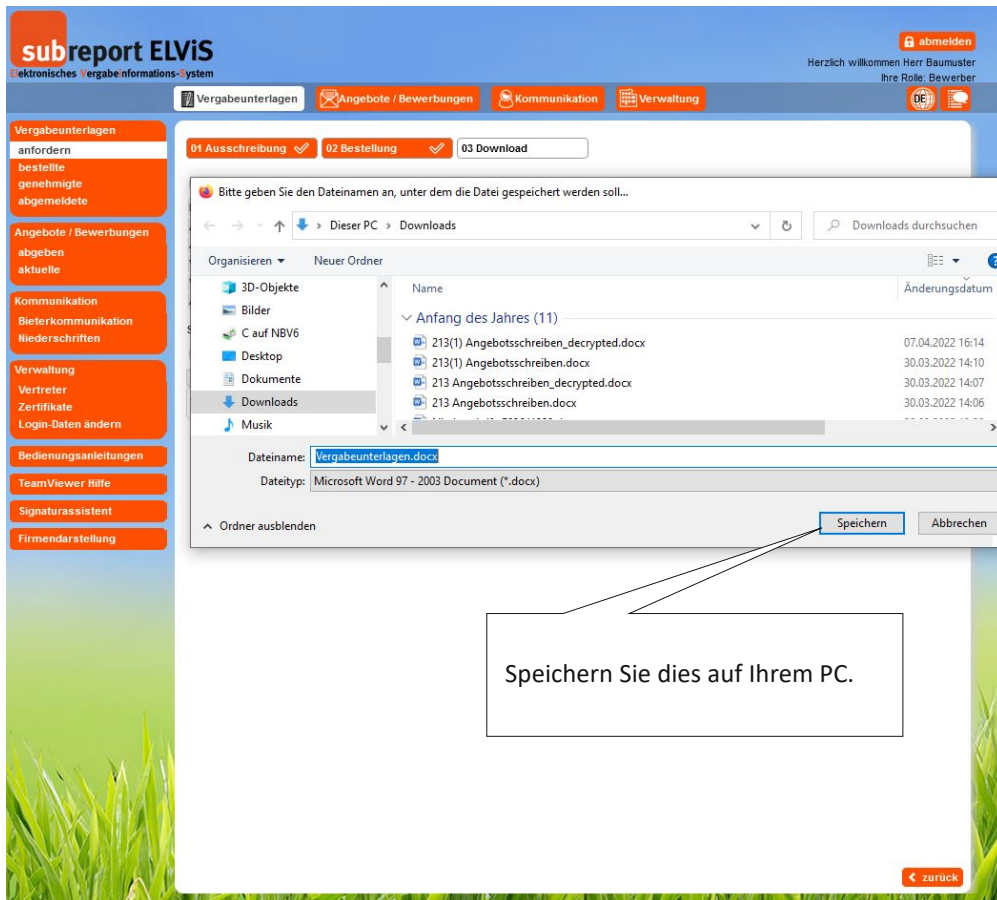 subreport ELViS
Elektronisches Vergabeinformations-System
abmelden
Herzlich willkommen Herr Baumuster
Ihre Rolle: Bewerber
Vergabeunterlagen
Angebote / Bewerbungen
Kommunikation
Verwaltung
DE
Vergabeunterlagen
anfordern
bestellte
genehmigte
abgemeldete
Angebote / Bewerbungen
abgeben
aktuelle
Kommunikation
Bieterkommunikation
Niederschriften
Verwaltung
Vertreter
Zertifikate
Login-Daten ändern
Bedienungsanleitungen
TeamViewer Hilfe
Signaturassistent
Firmendarstellung
01 Ausschreibung
02 Bestellung
03 Download
Bitte geben Sie den Dateinamen an, unter dem die Datei gespeichert werden soll...
Dieser PC > Downloads
Downloads durchsuchen
Organisieren
Neuer Ordner
3D-Objekte
Bilder
C auf NBV6
Desktop
Dokumente
Downloads
Musik
Name
Änderungsdatum
Anfang des Jahres (11)
213(1) Angebotsschreiben_decrypted.docx 07.04.2022 16:14
213(1) Angebotsschreiben.docx 30.03.2022 14:10
213 Angebotsschreiben_decrypted.docx 30.03.2022 14:07
213 Angebotsschreiben.docx 30.03.2022 14:06
Dateiname: Vergabeunterlagen.docx
Dateityp: Microsoft Word 97 - 2003 Document (*.docx)
Ordner ausblenden
Speichern
Abbrechen
Speichern Sie dies auf Ihrem PC.
zurück